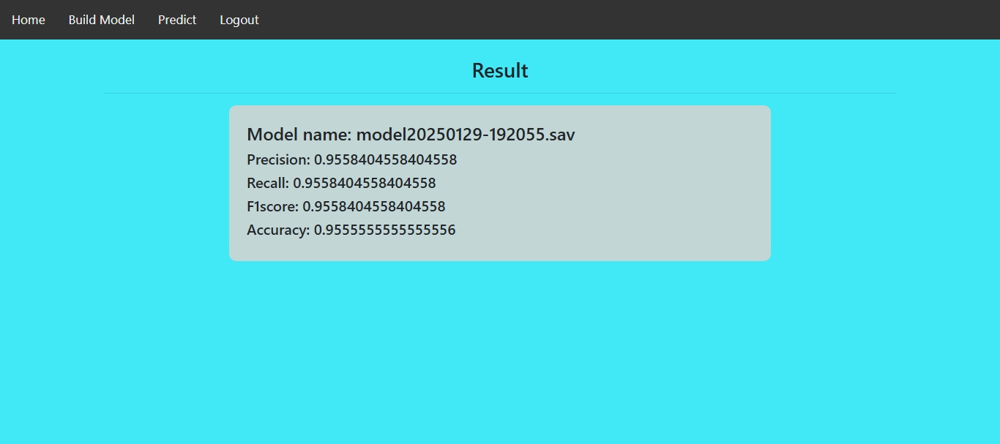 Home Build Model Predict Logout
Result
Model name: model20250129-192055.sav
Precision: 0.9558404558404558
Recall: 0.9558404558404558
F1score: 0.9558404558404558
Accuracy: 0.9555555555555556